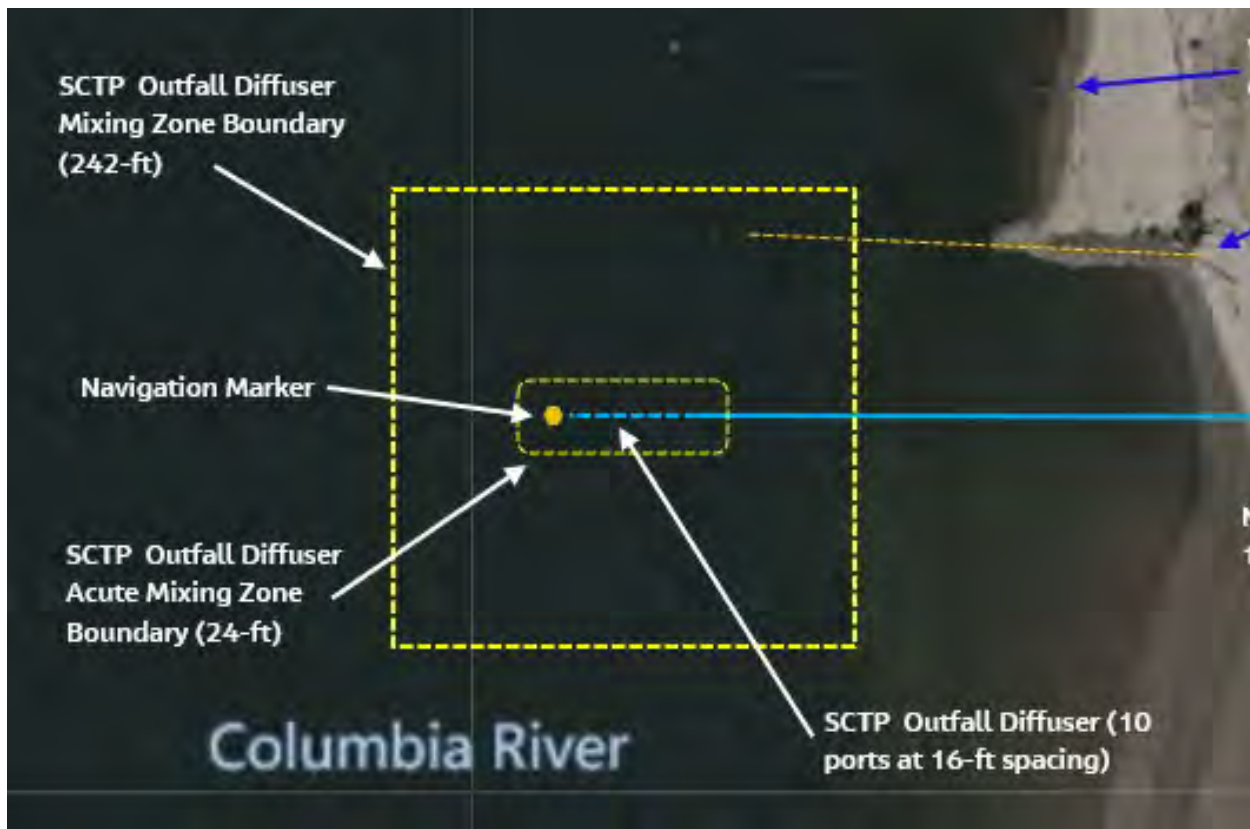 SCTP Outfall Diffuser
Mixing Zone Boundary
(242-ft)
Navigation Marker
SCTP Outfall Diffuser
Acute Mixing Zone
Boundary (24-ft)
SCTP Outfall Diffuser (10
ports at 16-ft spacing)
Columbia River